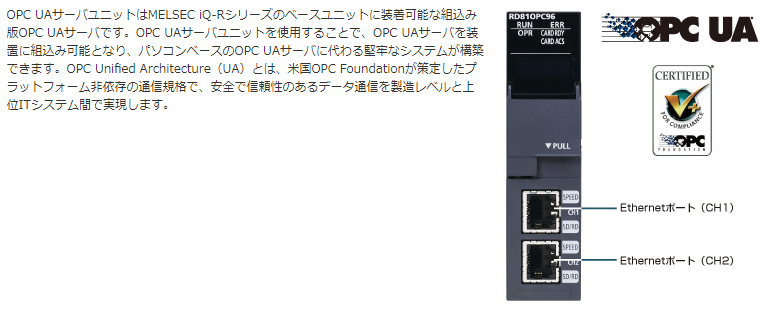 OPC UAサーバユニットはMELSEC iQ-Rシリーズのベースユニットに装着可能な組込み
版OPC UAサーバです。OPC UAサーバユニットを使用することで、OPC UAサーバを装
置に組込み可能となり、パソコンベースのOPC UAサーバに代わる堅牢なシステムが構築
できます。OPC Unified Architecture（UA）とは、米国OPC Foundationが策定したプ
ラットフォーム非依存の通信規格で、安全で信頼性のあるデータ通信を製造レベルと上
位ITシステム間で実現します。
RD81OPC96
RUN ERR
OPR CARD RDY
CARD ACS
▼PULL
SPEED
CH1
SD/RD
SPEED
CH2
SD/RD
OPC UA
CERTIFIED
V+
FOR COMPLIANCE
OPC
FOUNDATION
Ethernetポート（CH1）
Ethernetポート（CH2）